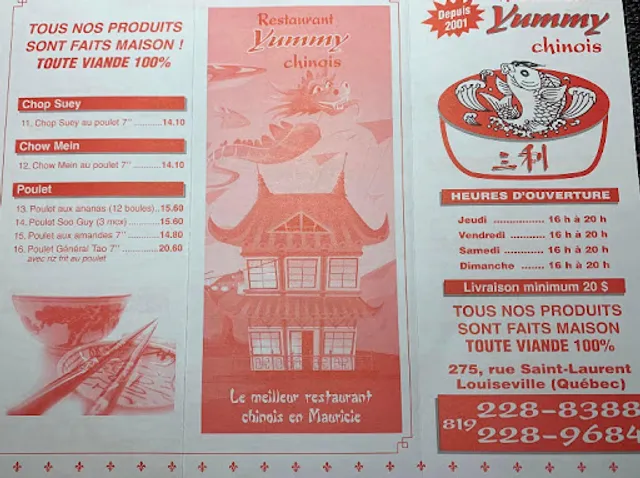 TOUS NOS PRODUITS
SONT FAITS MAISON !
TOUTE VIANDE 100%
Chop Suey
11. Chop Suey au poulet 7" ..........14.10
Chow Mein
12. Chow Mein au poulet 7" ..........14.10
Poulet
13. Poulet aux ananas (12 boules)..15.60
14. Poulet Soo Guy (3 mcx) ..........15.60
15. Poulet aux amandes 7" ..........14.80
16. Poulet Général Tao 7" ..........20.60
avec riz frit au poulet
Restaurant
Yummy
chinois
Le meilleur restaurant
chinois en Mauricie
Depuis
2001
Yummy
chinois
三利
HEURES D'OUVERTURE
Jeudi .............. 16 h à 20 h
Vendredi ......... 16 h à 20 h
Samedi ........... 16 h à 20 h
Dimanche ....... 16 h à 20 h
Livraison minimum 20 $
TOUS NOS PRODUITS
SONT FAITS MAISON
TOUTE VIANDE 100%
275, rue Saint-Laurent
Louiseville (Québec)
819 228-8388
228-9684